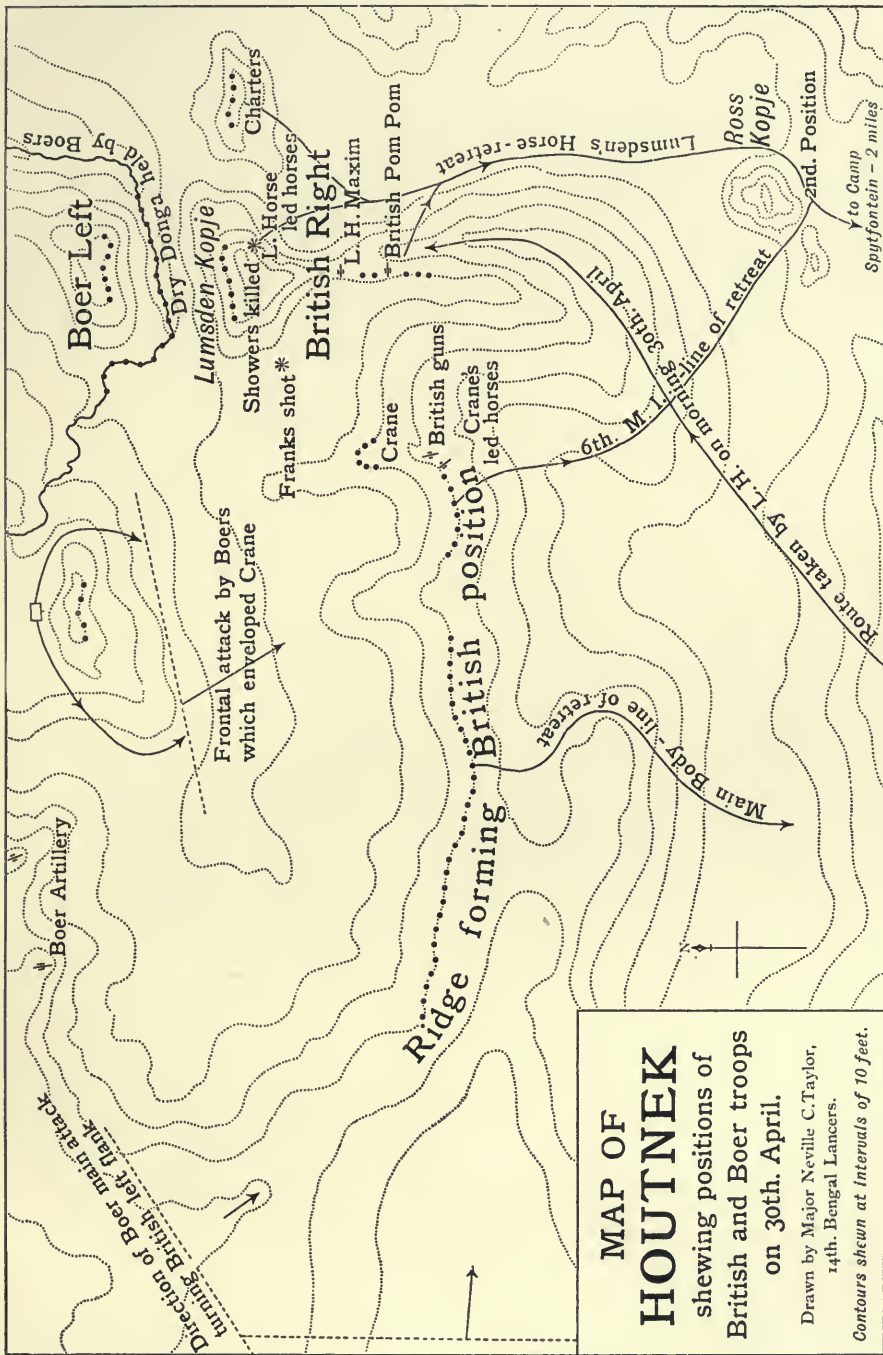 MAP OF
HOUTNEK
shewing positions of
British and Boer troops
on 30th. April.
Drawn by Major Neville C. Taylor,
14th. Bengal Lancers.
Contours shewn at intervals of 10 feet.
Direction of Boer main attack
turning British left flank
Boer Artillery
Frontal attack by Boers
which enveloped Crane
Boer Left
Dry Donga held by Boers
Lumsden Kopje
Charters
Showers killed
L. Horse
led horses
Franks shot
British Right
L. H. Maxim
British Pom Pom
Crane
British guns
Crane's
led horses
Ridge forming British position
Lumsden's Horse-retreat
Ross
Kopje
2nd. Position
to Camp
Spytfontein - 2 miles
6th. M. I. line of retreat
Route taken by L.H. on morning 30th. April
Main Body - line of retreat
N